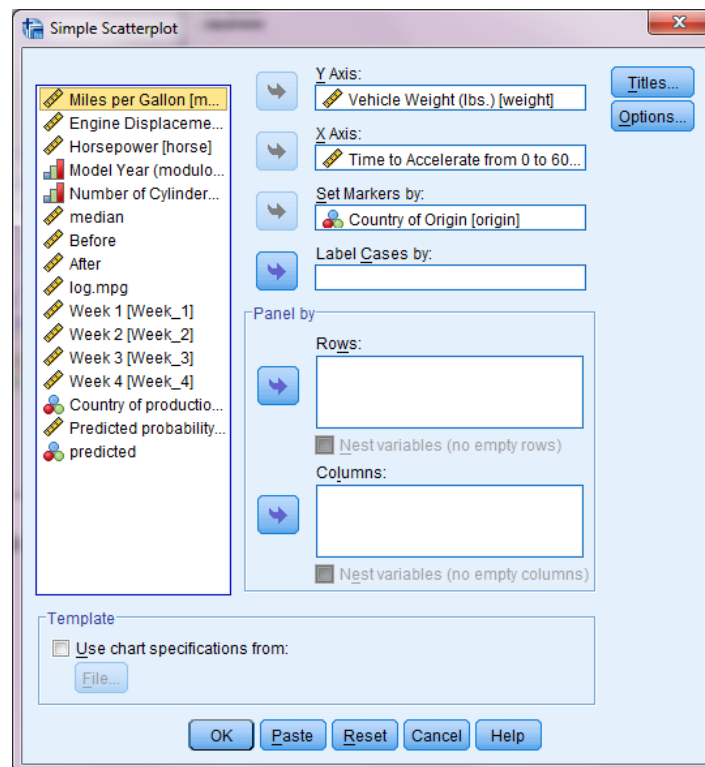 Simple Scatterplot
Miles per Gallon [m...
Engine Displaceme...
Horsepower [horse]
Model Year (modulo...
Number of Cylinder...
median
Before
After
log.mpg
Week 1 [Week_1]
Week 2 [Week_2]
Week 3 [Week_3]
Week 4 [Week_4]
Country of productio...
Predicted probability...
predicted
Y Axis:
Vehicle Weight (lbs.) [weight]
X Axis:
Time to Accelerate from 0 to 60...
Set Markers by:
Country of Origin [origin]
Label Cases by:
Panel by
Rows:
Nest variables (no empty rows)
Columns:
Nest variables (no empty columns)
Titles...
Options...
Template
Use chart specifications from:
File...
OK
Paste
Reset
Cancel
Help